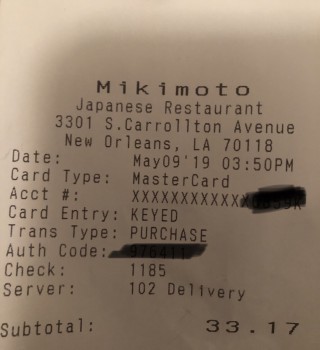 Mikimoto
Japanese Restaurant
3301 S.Carrollton Avenue
New Orleans, LA 70118
Date: May09'19 03:50PM
Card Type: MasterCard
Acct #: XXXXXXXXXXXX
Card Entry: KEYED
Trans Type: PURCHASE
Auth Code:
Check: 1185
Server: 102 Delivery
Subtotal: 33.17